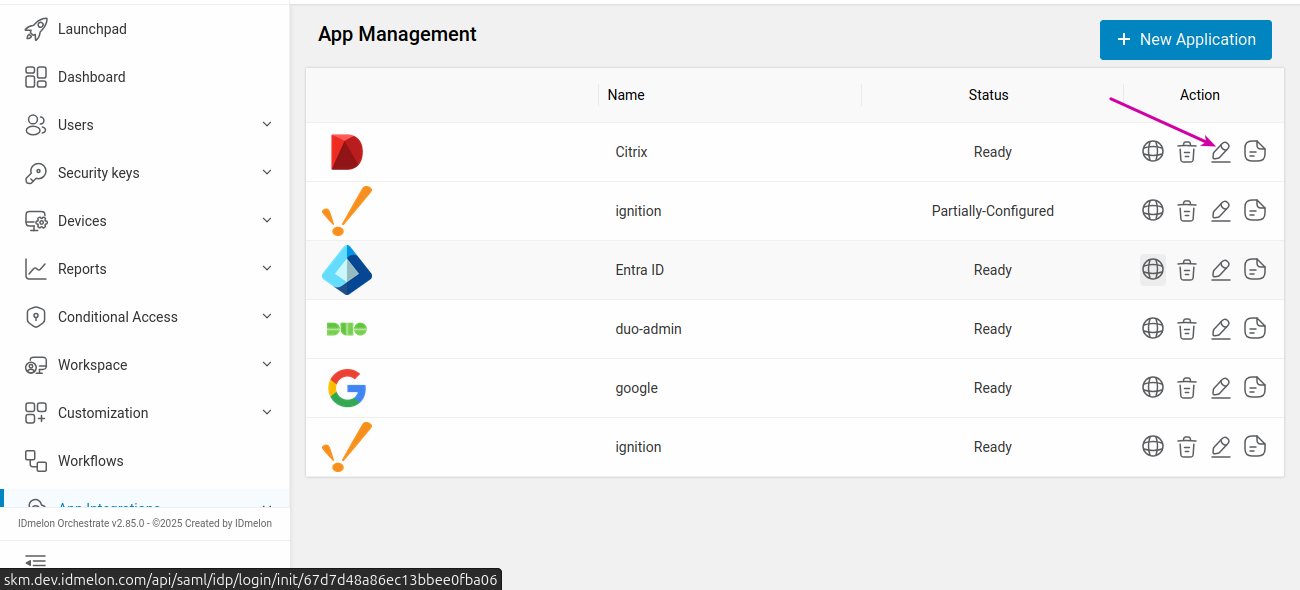 Launchpad
Dashboard
Users
Security keys
Devices
Reports
Conditional Access
Workspace
Customization
Workflows
App Integrations
IDmelon Orchestrate v2.85.0 - ©2025 Created by IDmelon
skm.dev.idmelon.com/api/saml/idp/login/init/67d7d48a86ec13bbee0fba06
App Management
+ New Application
Name Status Action
Citrix Ready
ignition Partially-Configured
Entra ID Ready
DUO duo-admin Ready
google Ready
ignition Ready